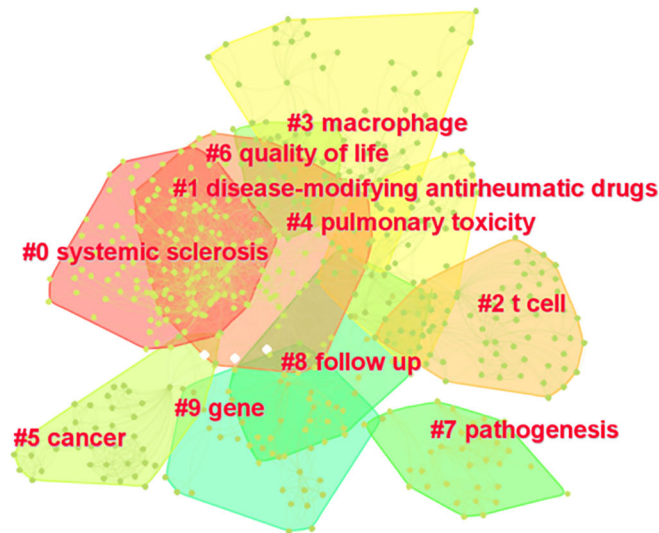 #3 macrophage
#6 quality of life
#1 disease-modifying antirheumatic drugs
#4 pulmonary toxicity
#0 systemic sclerosis
#2 t cell
#8 follow up
#9 gene
#5 cancer
#7 pathogenesis